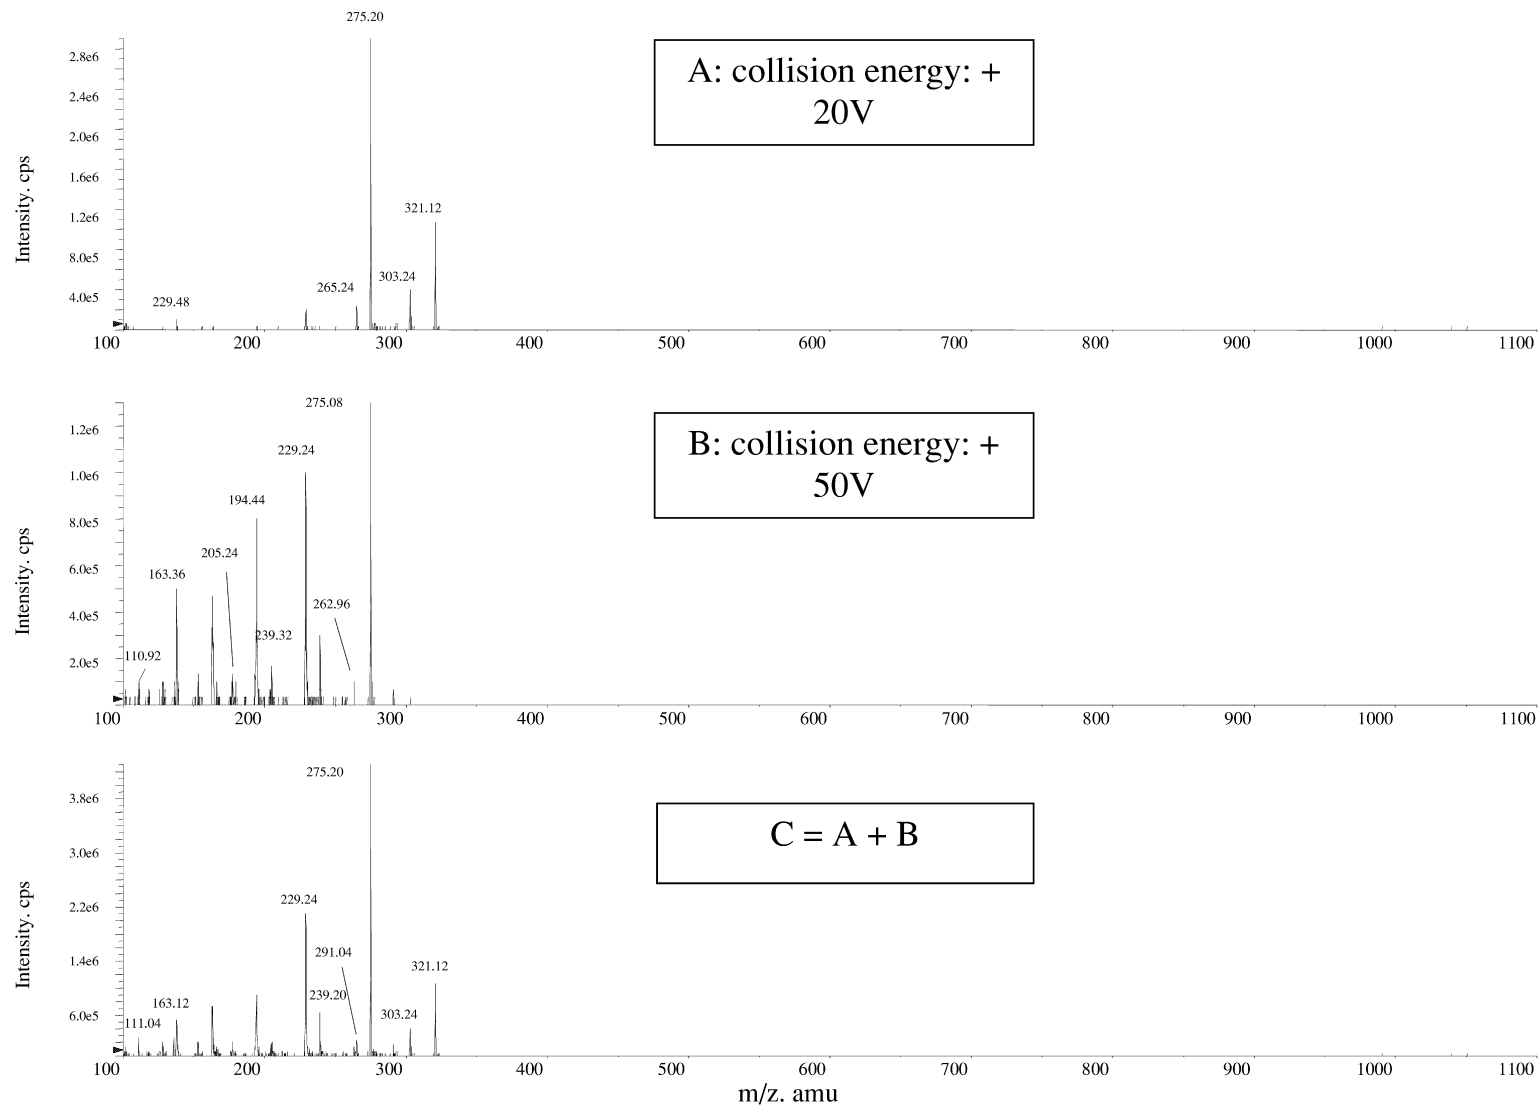 275.20
2.8e6
A: collision energy: +
20V
2.4e6
2.0e6
1.6e6
Intensity. cps
1.2e6
321.12
8.0e5
265.24
303.24
4.0e5
229.48
100 200 300 400 500 600 700 800 900 1000 1100
275.08
1.2e6
B: collision energy: +
50V
229.24
1.0e6
194.44
8.0e5
205.24
Intensity. cps
6.0e5
163.36
262.96
4.0e5
239.32
110.92
2.0e5
100 200 300 400 500 600 700 800 900 1000 1100
275.20
3.8e6
C = A + B
3.0e6
229.24
2.2e6
Intensity. cps
291.04
1.4e6
321.12
239.20
163.12
6.0e5
303.24
111.04
100 200 300 400 500 600 700 800 900 1000 1100
m/z. amu